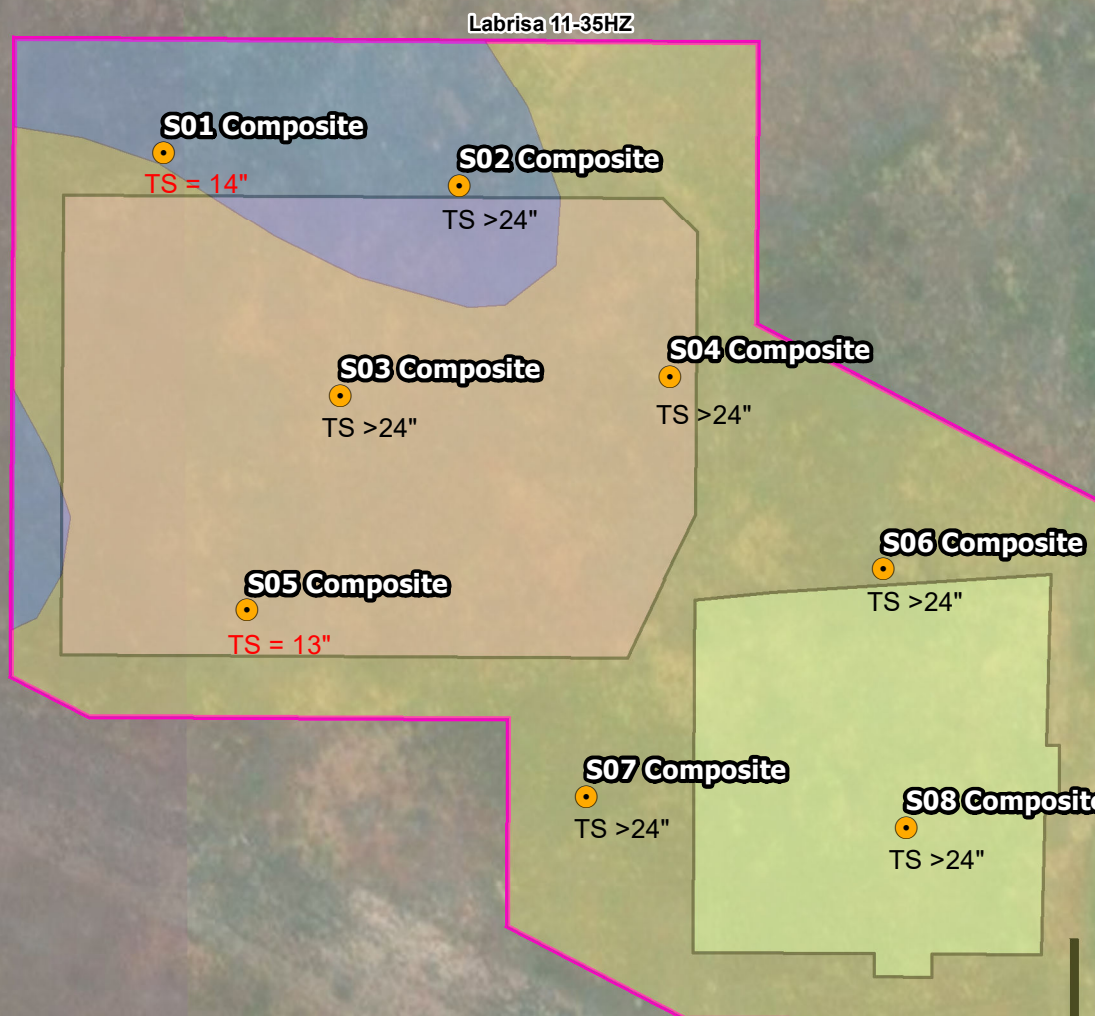 Labrisa 11-35HZ
S01 Composite
TS = 14"
S02 Composite
TS >24"
S03 Composite
TS >24"
S04 Composite
TS >24"
S05 Composite
TS = 13"
S06 Composite
TS >24"
S07 Composite
TS >24"
S08 Composite
TS >24"